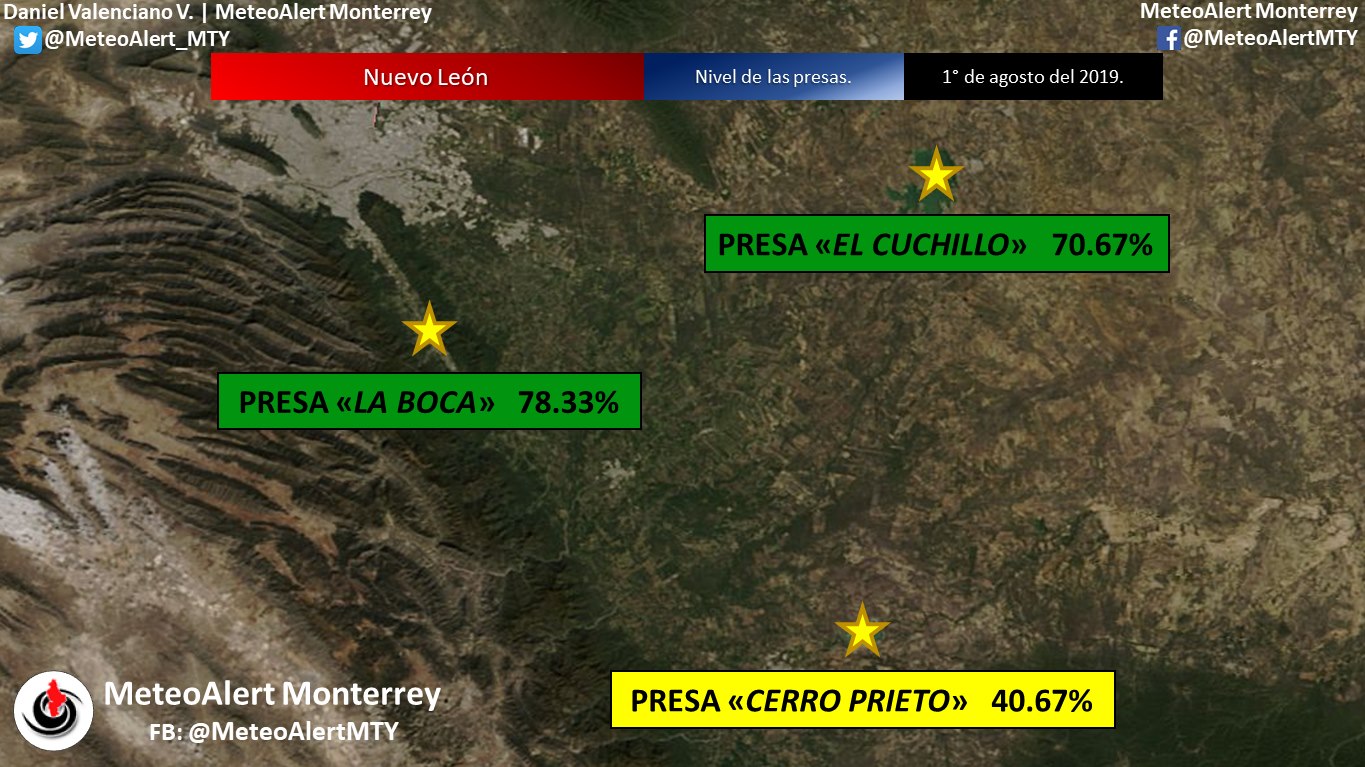 Daniel Valenciano V. | MeteoAlert Monterrey
@MeteoAlert_MTY
MeteoAlert Monterrey
@MeteoAlertMTY
Nuevo León
Nivel de las presas.
1° de agosto del 2019.
PRESA «EL CUCHILLO» 70.67%
PRESA «LA BOCA» 78.33%
PRESA «CERRO PRIETO» 40.67%
MeteoAlert Monterrey
FB: @MeteoAlertMTY